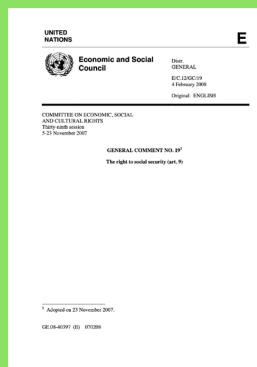 UNITED
NATIONS
E
Economic and Social
Council
Distr.
GENERAL
E/C.12/GC/19
4 February 2008
Original: ENGLISH
COMMITTEE ON ECONOMIC, SOCIAL
AND CULTURAL RIGHTS
Thirty-ninth session
5-23 November 2007
GENERAL COMMENT NO. 19¹
The right to social security (art. 9)
¹ Adopted on 23 November 2007.
GE.08-40397 (E) 070208